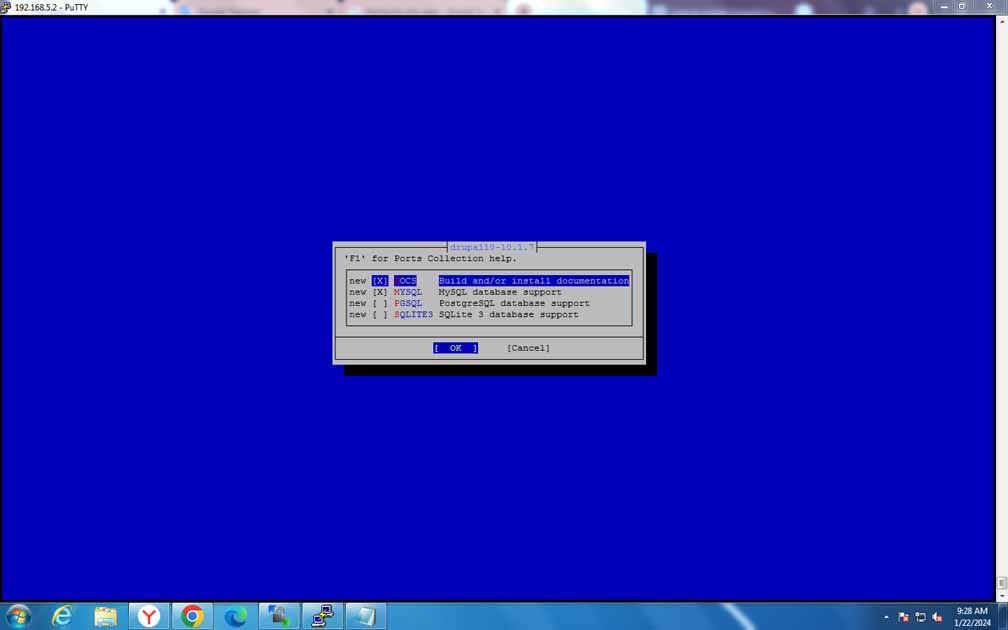 192.168.5.2 - PuTTY
drupal10-10.1.7
'F1' for Ports Collection help.
new [X] DOCS Build and/or install documentation
new [X] MYSQL MySQL database support
new [ ] PGSQL PostgreSQL database support
new [ ] SQLITE3 SQLite 3 database support
[ OK ] [Cancel]
9:28 AM
1/22/2024